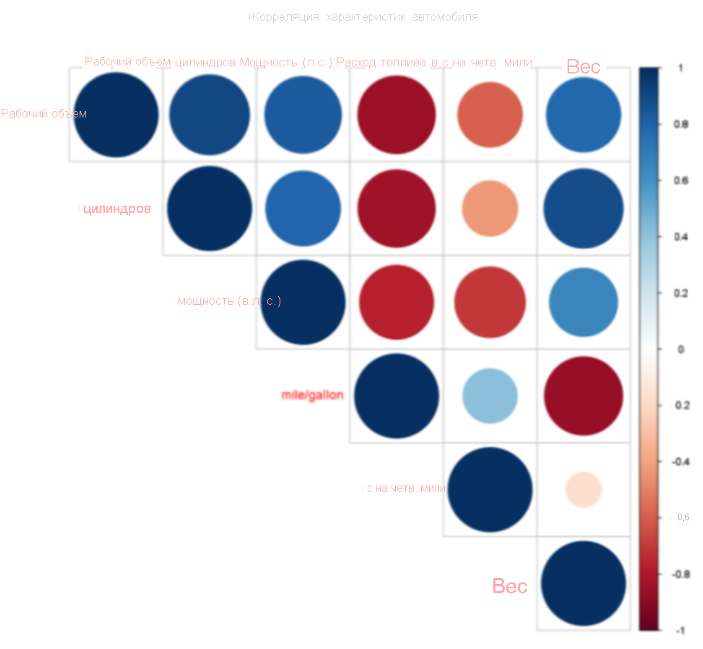 Корреляция характеристик автомобиля
Рабочий объем цилиндров Мощность (л.с.) Расход топлива в с на четв. мили Вес
Рабочий объем
цилиндров
мощность (в л. с.)
mile/gallon
с на четв. мили
Вес
1
0.8
0.6
0.4
0.2
0
0.2
-0.4
0,6
-0.8
-1